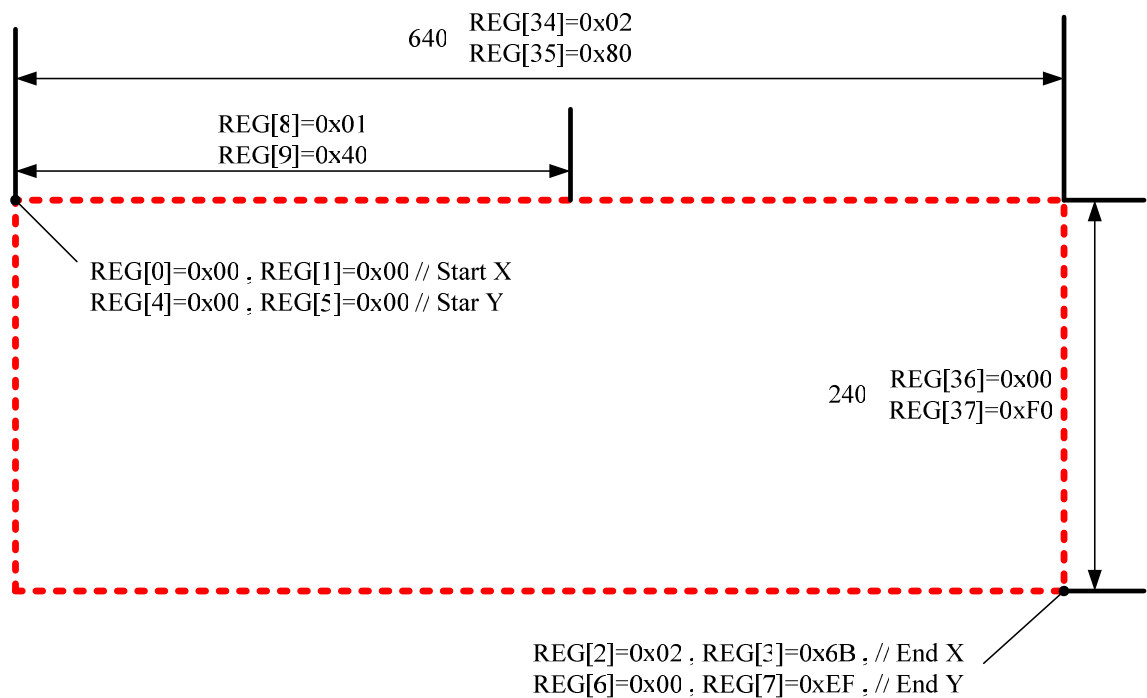 640 REG[34]=0x02
REG[35]=0x80
REG[8]=0x01
REG[9]=0x40
REG[0]=0x00 , REG[1]=0x00 // Start X
REG[4]=0x00 , REG[5]=0x00 // Star Y
240 REG[36]=0x00
REG[37]=0xF0
REG[2]=0x02 , REG[3]=0x6B , // End X
REG[6]=0x00 , REG[7]=0xEF , // End Y